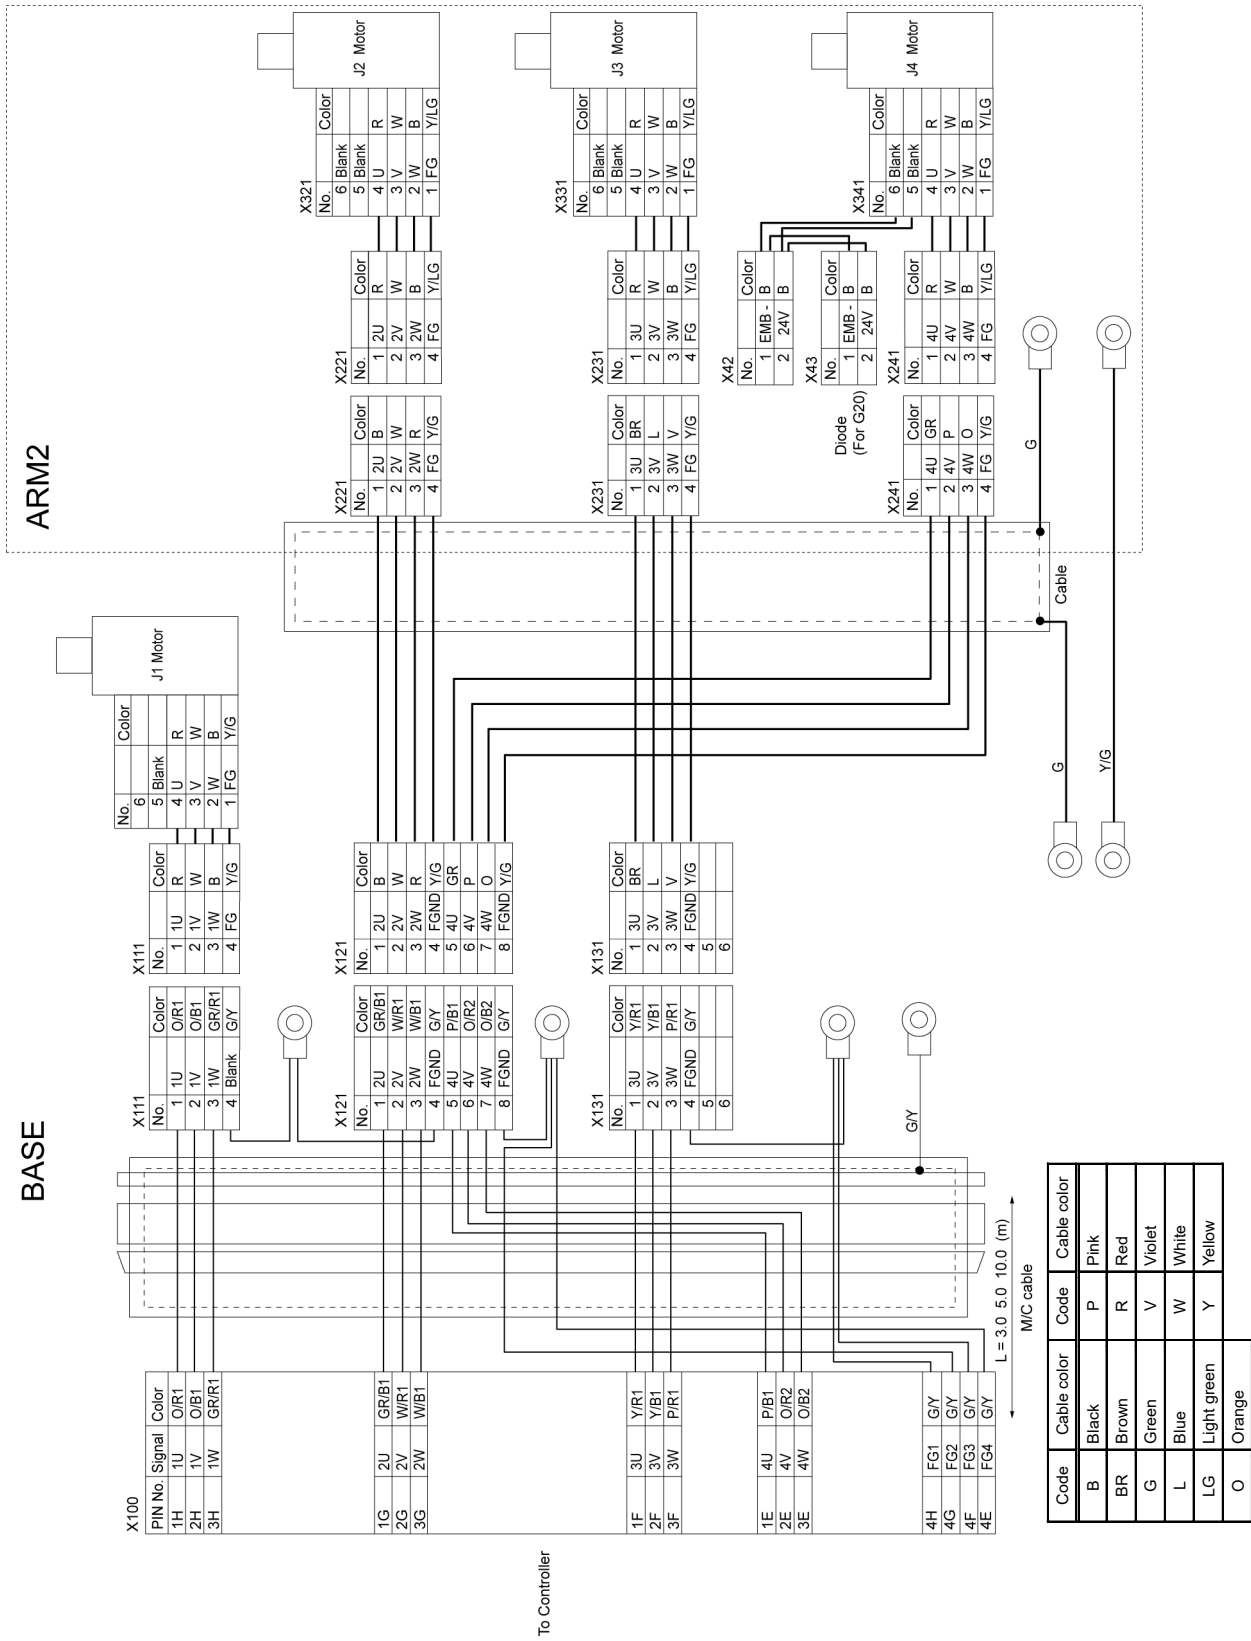 BASE
ARM2
To Controller
X100
PIN No. Signal Color
1H 1U O/R1
2H 1V O/B1
3H 1W GR/R1
1G 2U GR/B1
2G 2V W/R1
3G 2W W/B1
1F 3U Y/R1
2F 3V Y/B1
3F 3W P/R1
1E 4U P/B1
2E 4V O/R2
3E 4W O/B2
4H FG1 G/Y
4G FG2 G/Y
4F FG3 G/Y
4E FG4 G/Y
L = 3.0 5.0 10.0 (m)
M/C cable
G/Y
X111
No. Color
1 1U O/R1
2 1V O/B1
3 1W GR/R1
4 Blank G/Y
X121
No. Color
1 2U GR/B1
2 2V W/R1
3 2W W/B1
4 FGND G/Y
5 4U P/B1
6 4V O/R2
7 4W O/B2
8 FGND G/Y
X131
No. Color
1 3U Y/R1
2 3V Y/B1
3 3W P/R1
4 FGND G/Y
5
6
X111
No. Color
1 1U R
2 1V W
3 1W B
4 FG Y/G
X121
No. Color
1 2U B
2 2V W
3 2W R
4 FGND Y/G
5 4U GR
6 4V P
7 4W O
8 FGND Y/G
X131
No. Color
1 3U BR
2 3V L
3 3W V
4 FGND Y/G
5
6
No. Color
6
5 Blank
4 U R
3 V W
2 W B
1 FG Y/G
J1 Motor
Cable
G
Y/G
G
X221
No. Color
1 2U B
2 2V W
3 2W R
4 FG Y/G
X231
No. Color
1 3U BR
2 3V L
3 3W V
4 FG Y/G
X241
No. Color
1 4U GR
2 4V P
3 4W O
4 FG Y/G
X221
No. Color
1 2U R
2 2V W
3 2W B
4 FG Y/LG
X231
No. Color
1 3U R
2 3V W
3 3W B
4 FG Y/LG
X42
No. Color
1 EMB - B
2 24V B
X43
No. Color
1 EMB - B
2 24V B
Diode
(For G20)
X241
No. Color
1 4U R
2 4V W
3 4W B
4 FG Y/LG
X321
No. Color
6 Blank
5 Blank
4 U R
3 V W
2 W B
1 FG Y/LG
J2 Motor
X331
No. Color
6 Blank
5 Blank
4 U R
3 V W
2 W B
1 FG Y/LG
J3 Motor
X341
No. Color
6 Blank
5 Blank
4 U R
3 V W
2 W B
1 FG Y/LG
J4 Motor
Code Cable color Code Cable color
B Black P Pink
BR Brown R Red
G Green V Violet
L Blue W White
LG Light green Y Yellow
O Orange